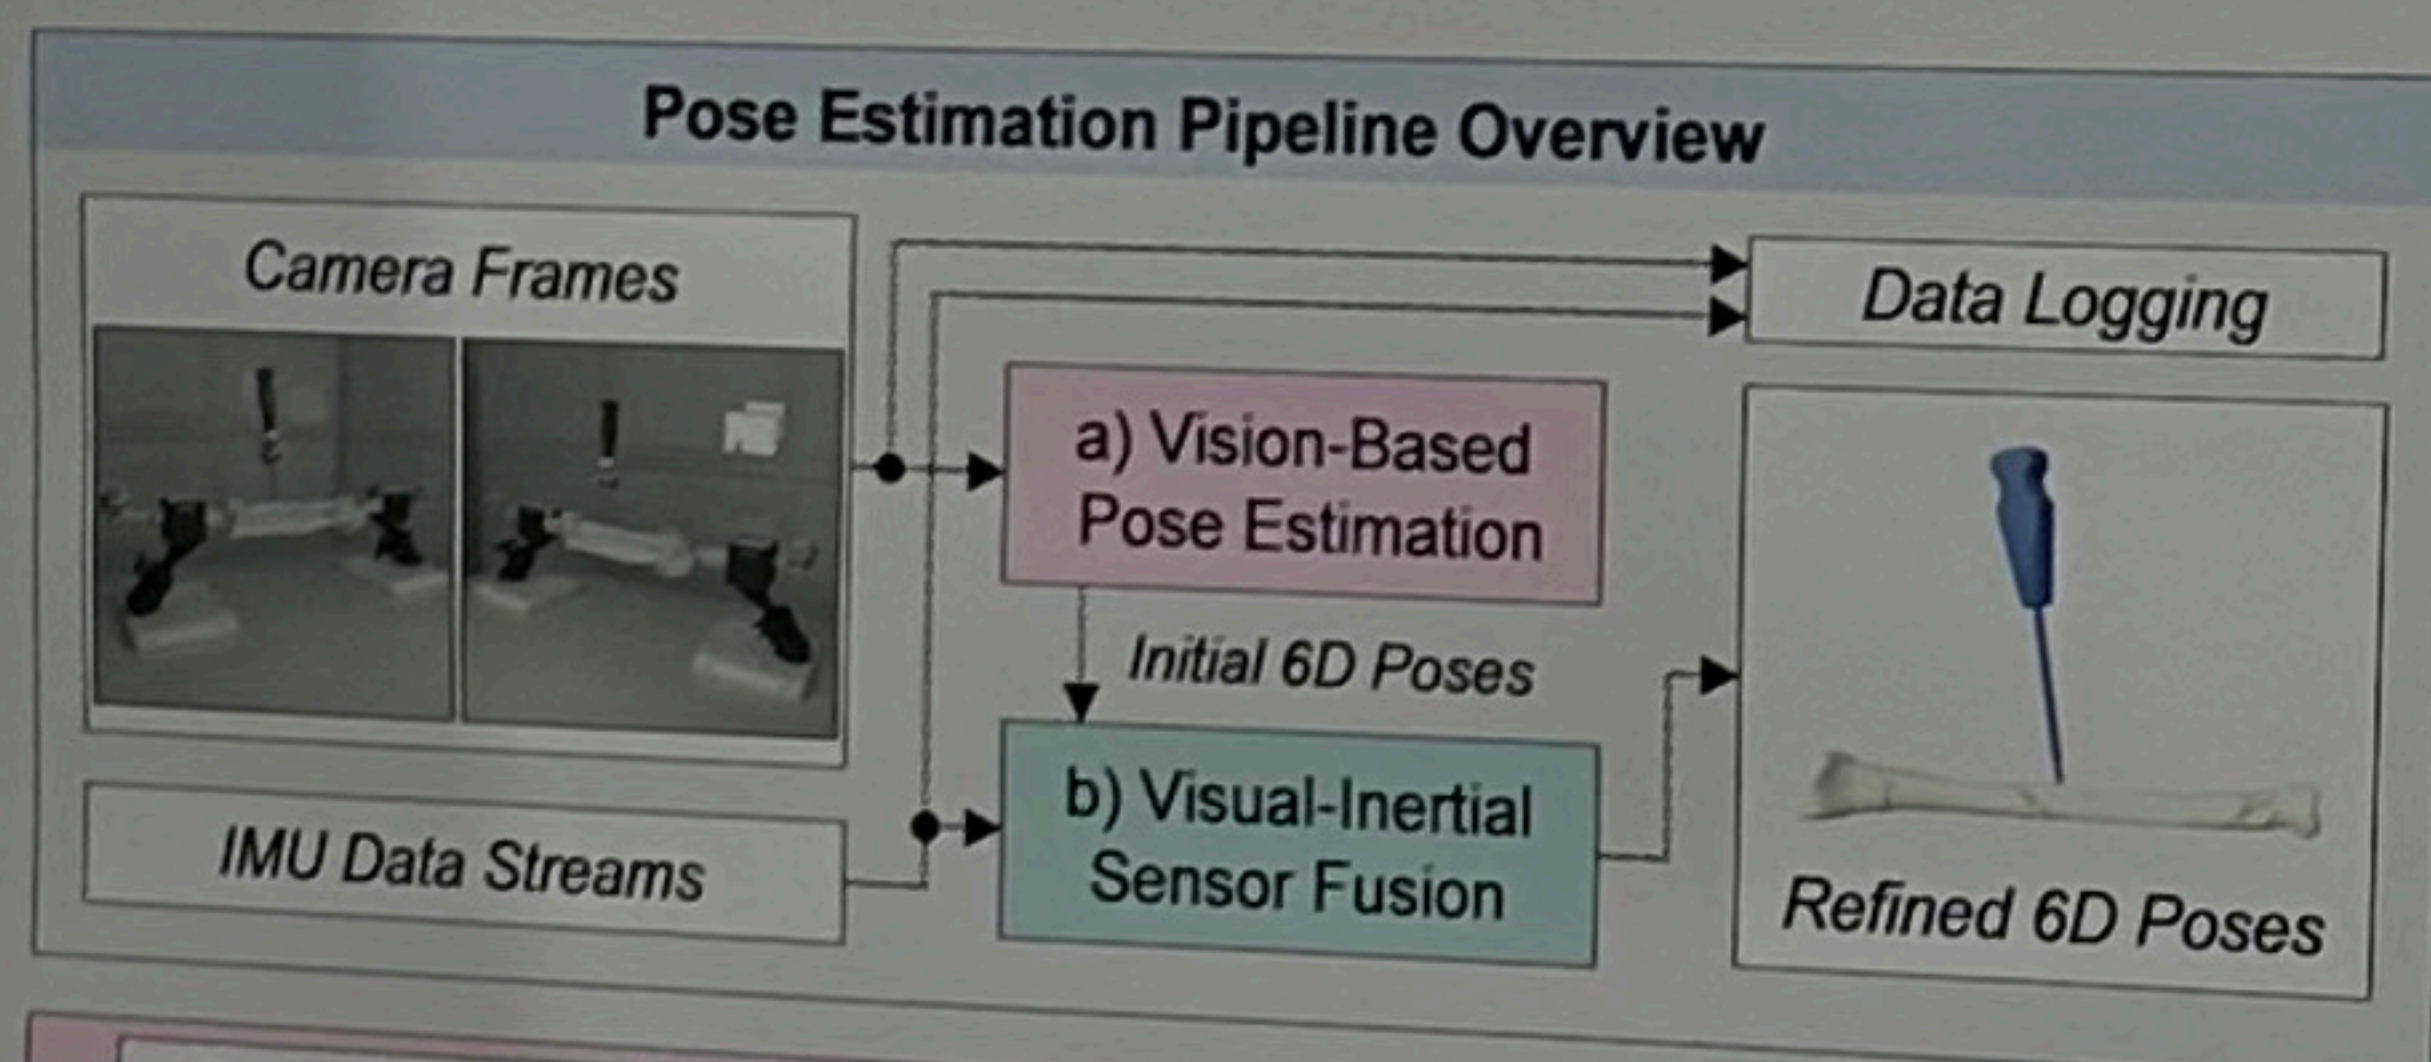 Pose Estimation Pipeline Overview
Camera Frames
Data Logging
a) Vision-Based
Pose Estimation
Initial 6D Poses
b) Visual-Inertial
Sensor Fusion
IMU Data Streams
Refined 6D Poses